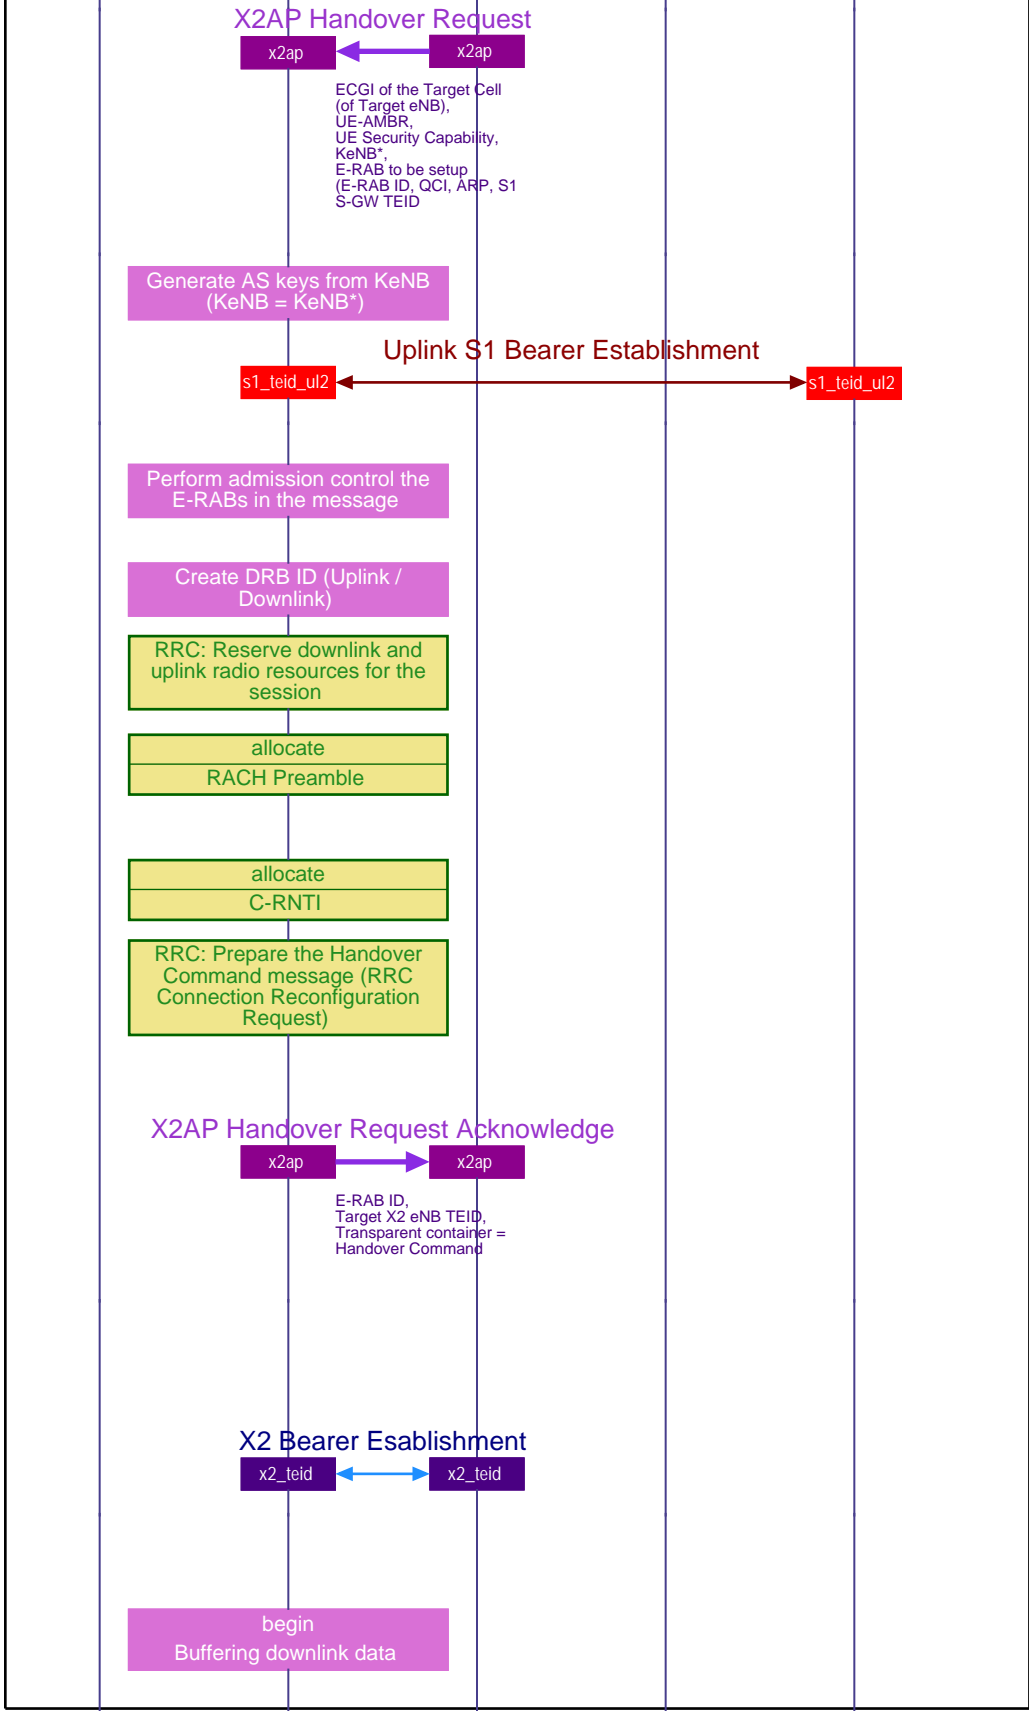 X2AP Handover Request
x2ap
x2ap
ECGI of the Target Cell
(of Target eNB),
UE-AMBR,
UE Security Capability,
KeNB*,
E-RAB to be setup
(E-RAB ID, QCI, ARP, S1
S-GW TEID
Generate AS keys from KeNB
(KeNB = KeNB*)
Uplink S1 Bearer Establishment
s1_teid_ul2
s1_teid_ul2
Perform admission control the
E-RABs in the message
Create DRB ID (Uplink /
Downlink)
RRC: Reserve downlink and
uplink radio resources for the
session
allocate
RACH Preamble
allocate
C-RNTI
RRC: Prepare the Handover
Command message (RRC
Connection Reconfiguration
Request)
X2AP Handover Request Acknowledge
x2ap
x2ap
E-RAB ID,
Target X2 eNB TEID,
Transparent container =
Handover Command
X2 Bearer Esablishment
x2_teid
x2_teid
begin
Buffering downlink data